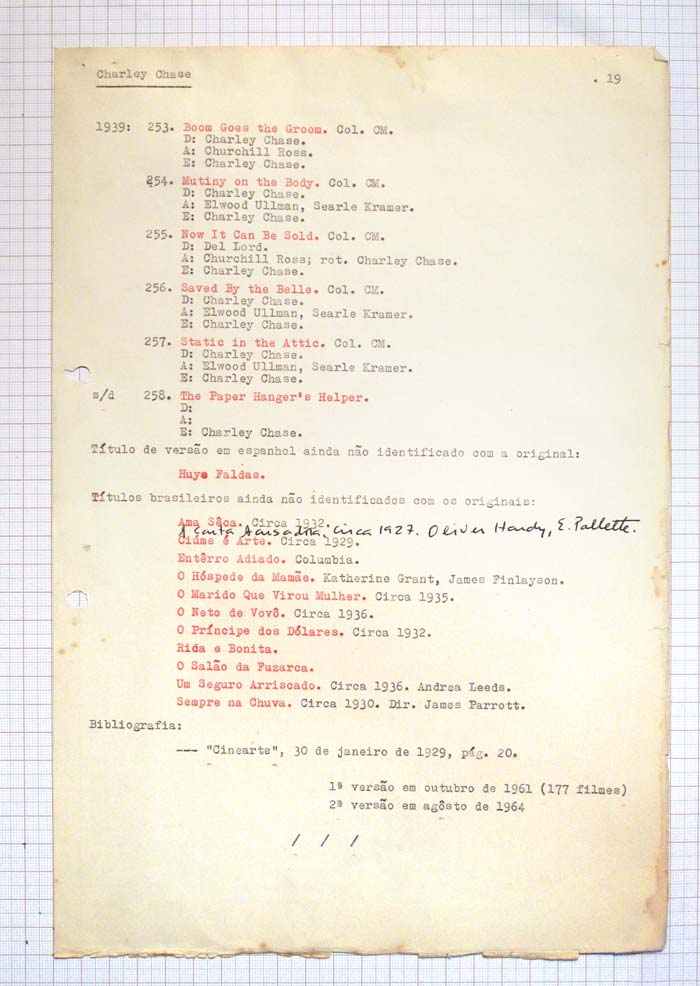 Charley Chase
. 19
1939: 253. Boom Goes the Groom. Col. CM.
D: Charley Chase.
A: Churchill Ross.
E: Charley Chase.
254. Mutiny on the Body. Col. CM.
D: Charley Chase.
A: Elwood Ullman, Searle Kramer.
E: Charley Chase.
255. Now It Can Be Sold. Col. CM.
D: Del Lord.
A: Churchill Ross; rot. Charley Chase.
E: Charley Chase.
256. Saved By the Belle. Col. CM.
D: Charley Chase.
A: Elwood Ullman, Searle Kramer.
E: Charley Chase.
257. Static in the Attic. Col. CM.
D: Charley Chase.
A: Elwood Ullman, Searle Kramer.
E: Charley Chase.
s/d 258. The Paper Hanger's Helper.
D:
A:
E: Charley Chase.
Título de versão em espanhol ainda não identificado com a original:
Huye Faldas.
Títulos brasileiros ainda não identificados com os originais:
Ama Sêca. Circa 1932.
A Carta Acusadora, circa 1927. Oliver Hardy, E. Pallette.
Ciúme e Arte. Circa 1929.
Entêrro Adiado. Columbia.
O Hóspede da Mamãe. Katherine Grant, James Finlayson.
O Marido Que Virou Mulher. Circa 1935.
O Neto de Vovô. Circa 1936.
O Príncipe dos Dólares. Circa 1932.
Rida e Bonita.
O Salão da Fuzarca.
Um Seguro Arriscado. Circa 1936. Andrea Leeds.
Sempre na Chuva. Circa 1930. Dir. James Parrott.
Bibliografia:
--- "Cinearte", 30 de janeiro de 1929, pág. 20.
1ª versão em outubro de 1961 (177 filmes)
2ª versão em agôsto de 1964
/ / /